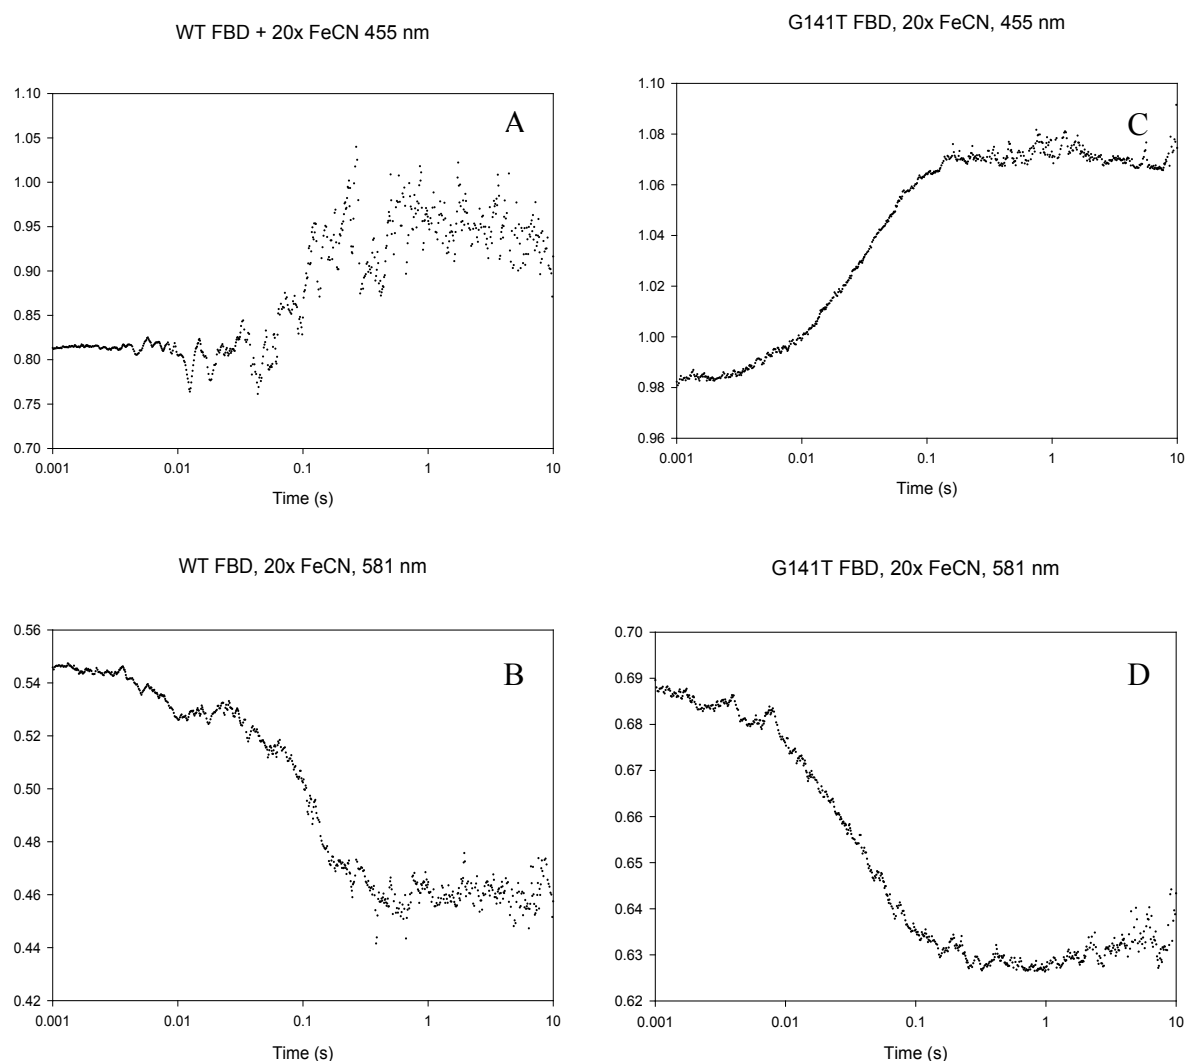 WT FBD + 20x FeCN 455 nm
A
1.10
1.05
1.00
0.95
0.90
0.85
0.80
0.75
0.70
0.001 0.01 0.1 1 10
Time (s)
G141T FBD, 20x FeCN, 455 nm
C
1.10
1.08
1.06
1.04
1.02
1.00
0.98
0.96
0.001 0.01 0.1 1 10
Time (s)
WT FBD, 20x FeCN, 581 nm
B
0.56
0.54
0.52
0.50
0.48
0.46
0.44
0.42
0.001 0.01 0.1 1 10
Time (s)
G141T FBD, 20x FeCN, 581 nm
D
0.70
0.69
0.68
0.67
0.66
0.65
0.64
0.63
0.62
0.001 0.01 0.1 1 10
Time (s)